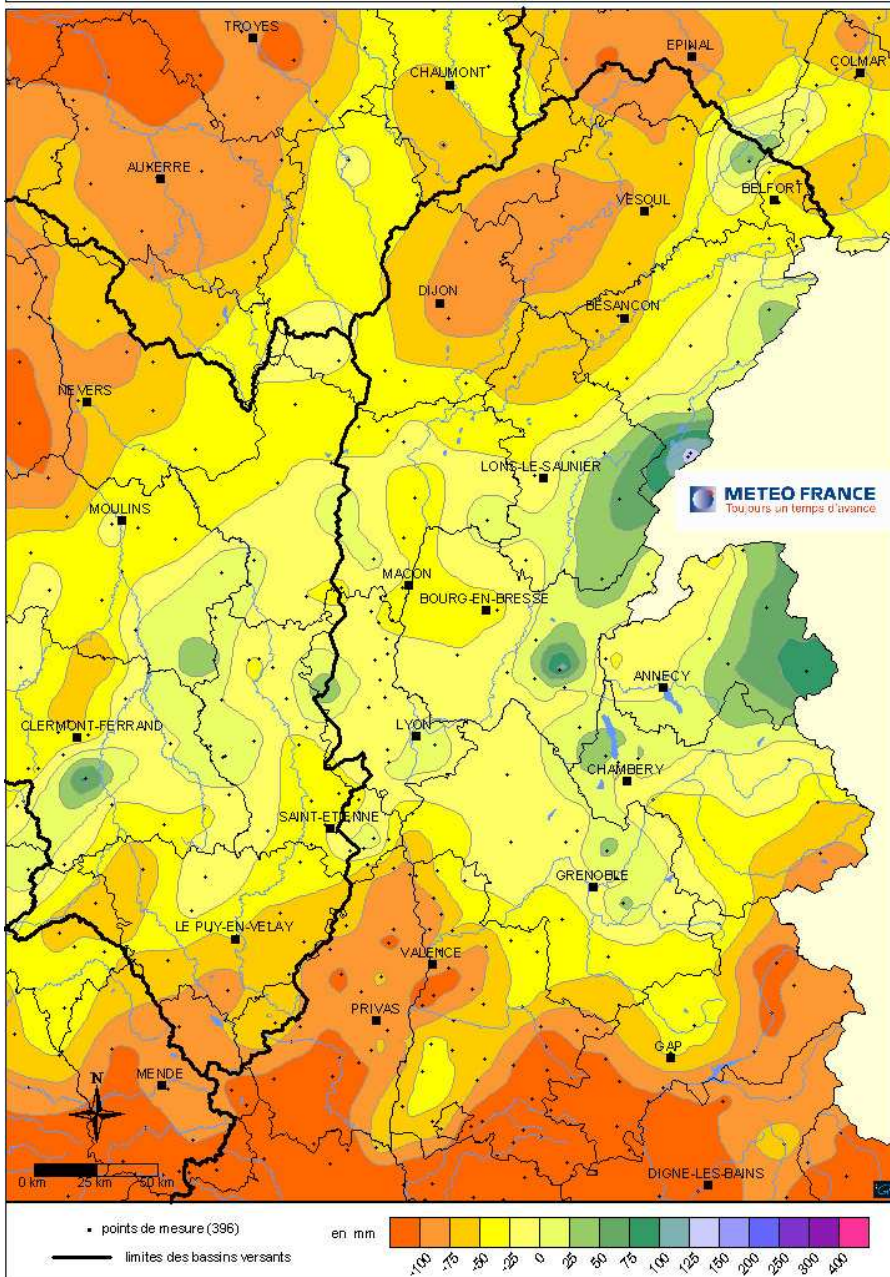 TROYES
EPINAL
CHAUMONT
COLMAR
AUXERRE
VESOUL
BELFORT
DIJON
BESANCON
NEVERS
LONS-LE-SAUNIER
METEO FRANCE
Toujours un temps d'avance
MOULINS
MACON
BOURG-EN-BRESSE
ANNECY
CLERMONT-FERRAND
LYON
CHAMBERY
SAINT-ETIENNE
GRENOBLE
LE PUY-EN-VELAY
VALENCE
PRIVAS
GAP
N
MENDE
0 km 25 km 50 km
DIGNE-LES-BAINS
points de mesure (396)
en mm
limites des bassins versants
-100 -75 -50 -25 0 25 50 75 100 150 200 250 300 400